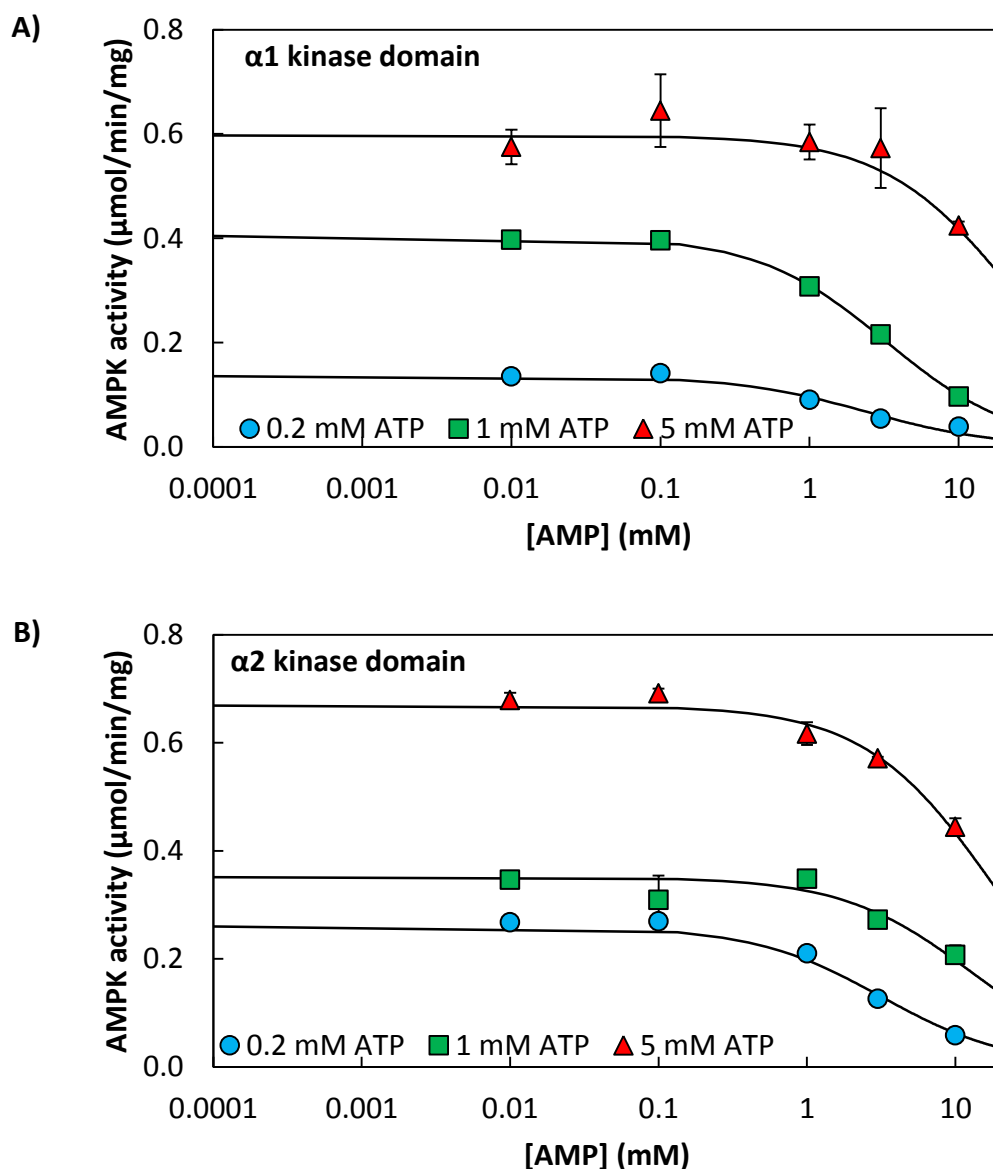 A)
AMPK activity (µmol/min/mg)
0.8
0.6
0.4
0.2
0.0
α1 kinase domain
0.2 mM ATP 1 mM ATP 5 mM ATP
0.0001 0.001 0.01 0.1 1 10
[AMP] (mM)
B)
AMPK activity (µmol/min/mg)
0.8
0.6
0.4
0.2
0.0
α2 kinase domain
0.2 mM ATP 1 mM ATP 5 mM ATP
0.0001 0.001 0.01 0.1 1 10
[AMP] (mM)